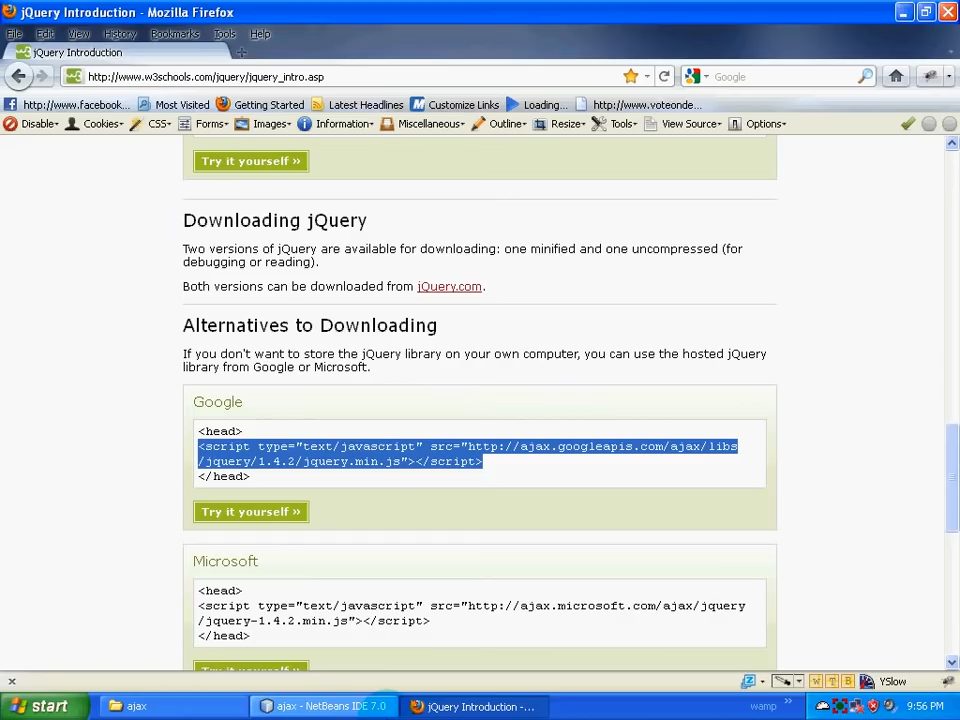 jQuery Introduction - Mozilla Firefox
File Edit View History Bookmarks Tools Help
jQuery Introduction
http://www.w3schools.com/jquery/jquery_intro.asp
Google
http://www.facebook... Most Visited Getting Started Latest Headlines Customize Links Loading... http://www.voteonde...
Disable Cookies CSS Forms Images Information Miscellaneous Outline Resize Tools View Source Options
Try it yourself »
Downloading jQuery
Two versions of jQuery are available for downloading: one minified and one uncompressed (for
debugging or reading).
Both versions can be downloaded from jQuery.com.
Alternatives to Downloading
If you don't want to store the jQuery library on your own computer, you can use the hosted jQuery
library from Google or Microsoft.
Google
<head>
<script type="text/javascript" src="http://ajax.googleapis.com/ajax/libs
/jquery/1.4.2/jquery.min.js"></script>
</head>
Try it yourself »
Microsoft
<head>
<script type="text/javascript" src="http://ajax.microsoft.com/ajax/jquery
/jquery-1.4.2.min.js"></script>
</head>
Try it yourself »
YSlow
start ajax ajax - NetBeans IDE 7.0 jQuery Introduction -... wamp » 9:56 PM